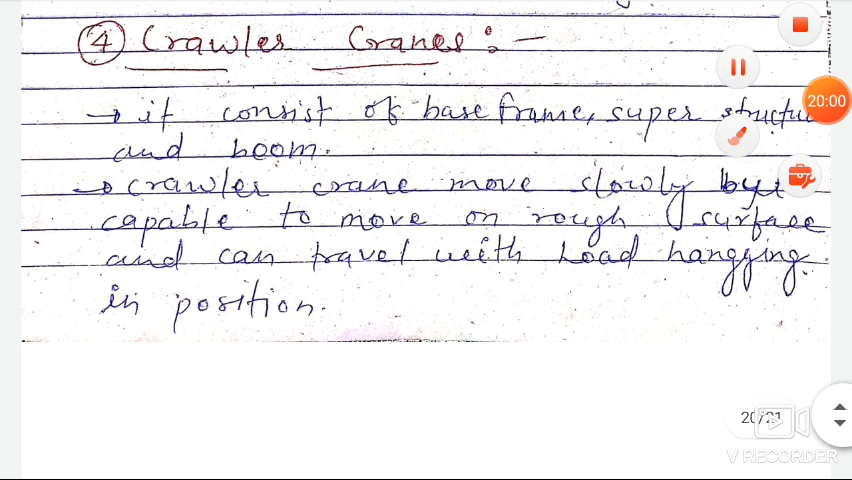 ④ Crawler Cranes:-
→ it consist of base frame, super structu
and boom.
→ crawler crane move slowly but
capable to move on rough surface
and can travel with Load hangging
in position.
20:00
20/21
V RECORDER